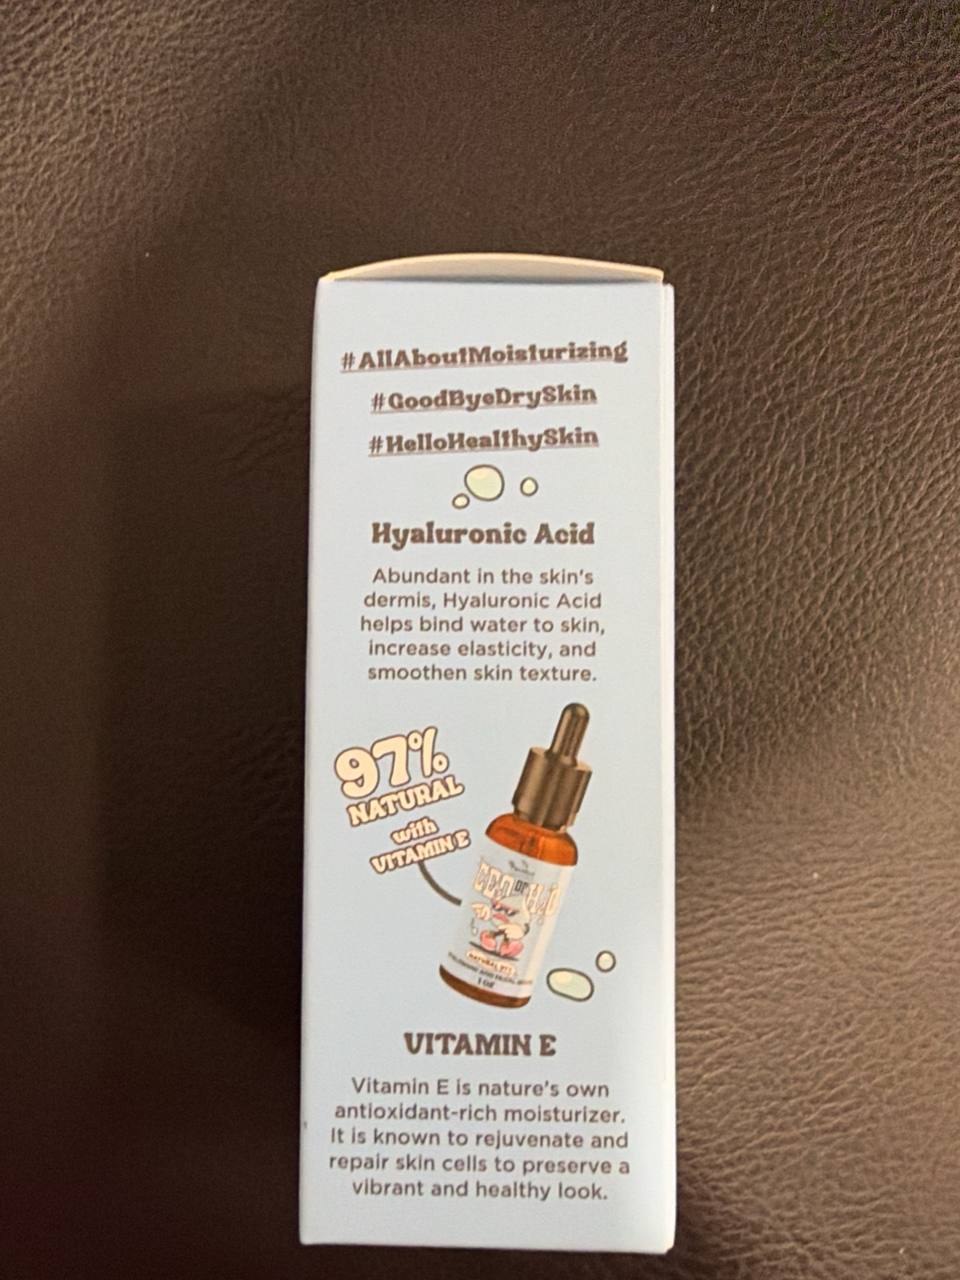 #AllAboutMoisturizing
#GoodByeDrySkin
#HelloHealthySkin
Hyaluronic Acid
Abundant in the skin's
dermis, Hyaluronic Acid
helps bind water to skin,
increase elasticity, and
smoothen skin texture.
97%
NATURAL
with
VITAMIN E
1 OZ
VITAMIN E
Vitamin E is nature's own
antioxidant-rich moisturizer.
It is known to rejuvenate and
repair skin cells to preserve a
vibrant and healthy look.